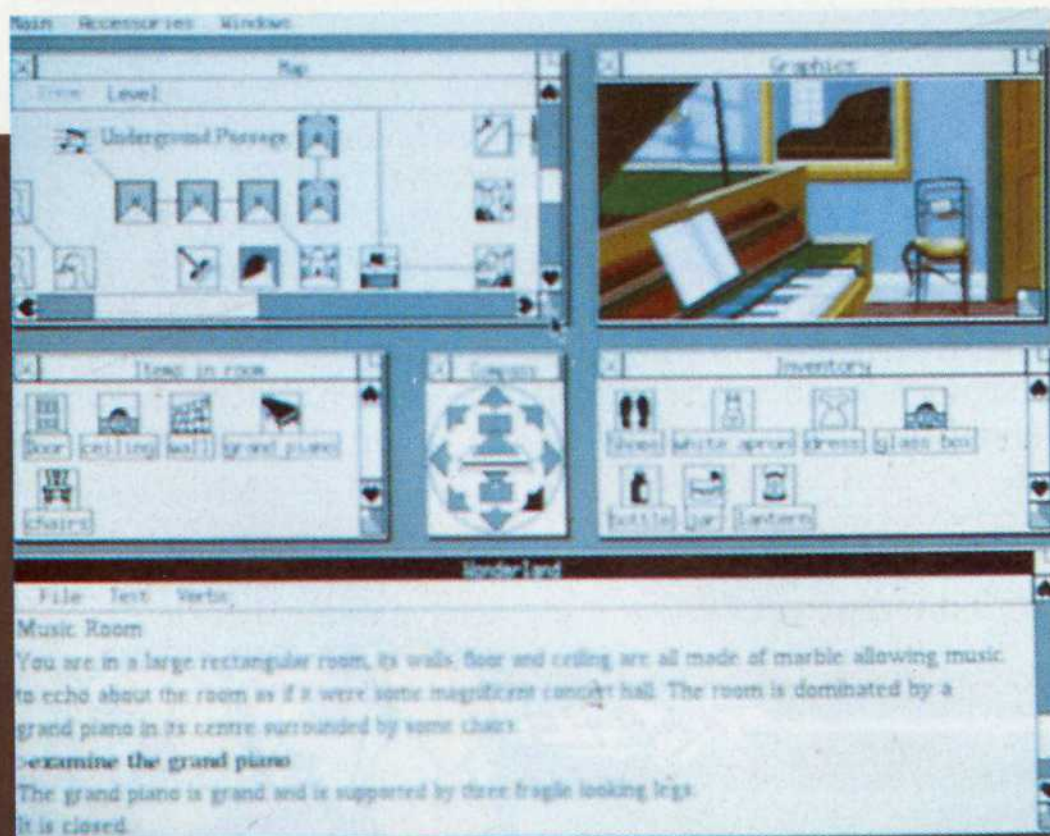 Main Accessories Windows
Map
Level
Underground Passage
Graphics
Items in room
Door ceiling wall grand piano
chairs
Compass
Inventory
Shoes white apron dress glass box
bottle jar lantern
Wonderland
File Text Verbs
Music Room
You are in a large rectangular room, its walls floor and ceiling are all made of marble allowing music
to echo about the room as if it were some magnificent concert hall. The room is dominated by a
grand piano in its centre surrounded by some chairs.
>examine the grand piano
The grand piano is grand and is supported by three fragile looking legs.
It is closed.